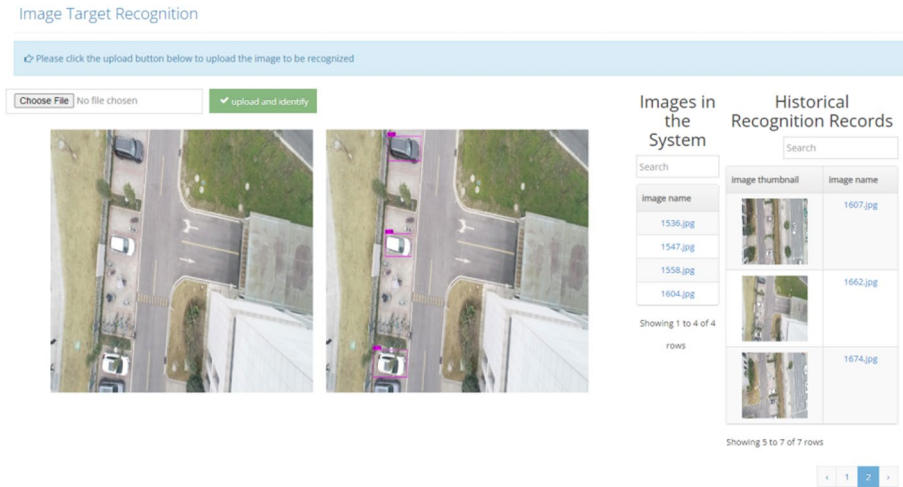 Image Target Recognition
Please click the upload button below to upload the image to be recognized
Choose File No file chosen
upload and identify
Images in
the
System
Search
image name
1536.jpg
1547.jpg
1558.jpg
1604.jpg
Showing 1 to 4 of 4
rows
Historical
Recognition Records
Search
image thumbnail image name
1607.jpg
1662.jpg
1674.jpg
Showing 5 to 7 of 7 rows
‹ 1 2 ›